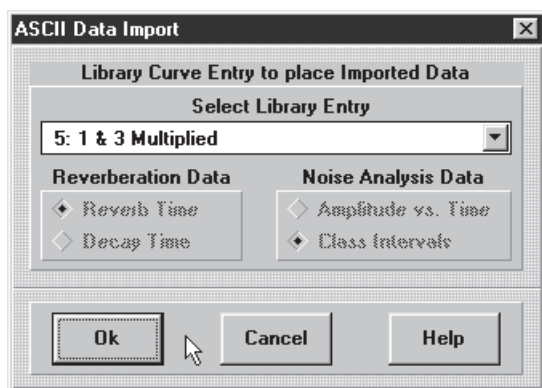 ASCII Data Import
Library Curve Entry to place Imported Data
Select Library Entry
5: 1 & 3 Multiplied
Reverberation Data Noise Analysis Data
Reverb Time Amplitude vs. Time
Decay Time Class Intervals
Ok Cancel Help